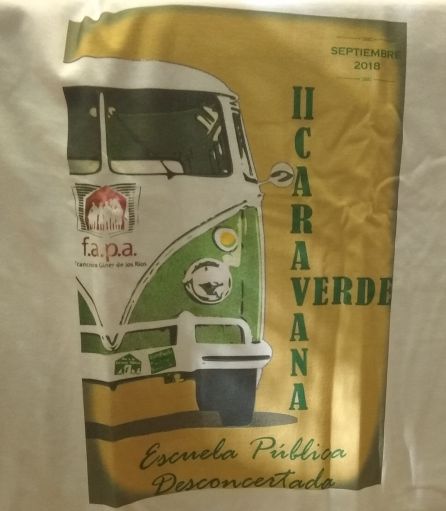 SEPTIEMBRE
2018
II CARAVANA
VERDE
f.a.p.a.
Francisco Giner de los Ríos
Escuela Pública
Desconcertada